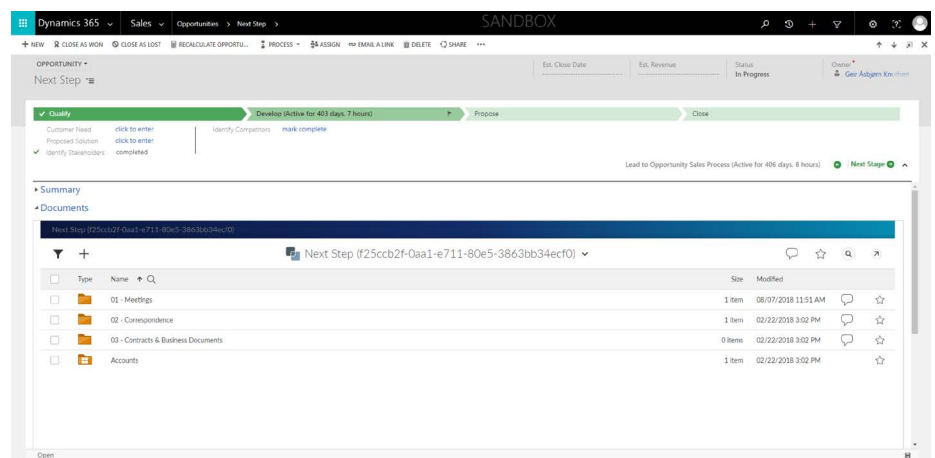 Dynamics 365 Sales Opportunities > Next Step > SANDBOX
+ NEW CLOSE AS WON CLOSE AS LOST RECALCULATE OPPORTU... PROCESS ASSIGN EMAIL A LINK DELETE SHARE ...
OPPORTUNITY
Next Step
Est. Close Date Est. Revenue Status Owner*
In Progress Geir Asbjørn
Qualify Develop (Active for 403 days, 7 hours) Propose Close
Customer Need click to enter Identify Competitors mark complete
Proposed Solution click to enter
Identify Stakeholders completed
Lead to Opportunity Sales Process (Active for 406 days, 8 hours) Next Stage
Summary
Documents
Next Step (f25ccb2f-0aa1-e711-80e5-3863bb34ecf0)
Next Step (f25ccb2f-0aa1-e711-80e5-3863bb34ecf0)
Type Name Size Modified
01 - Meetings 1 item 08/07/2018 11:51 AM
02 - Correspondence 1 item 02/22/2018 3:02 PM
03 - Contracts & Business Documents 0 items 02/22/2018 3:02 PM
Accounts 1 item 02/22/2018 3:02 PM
Open